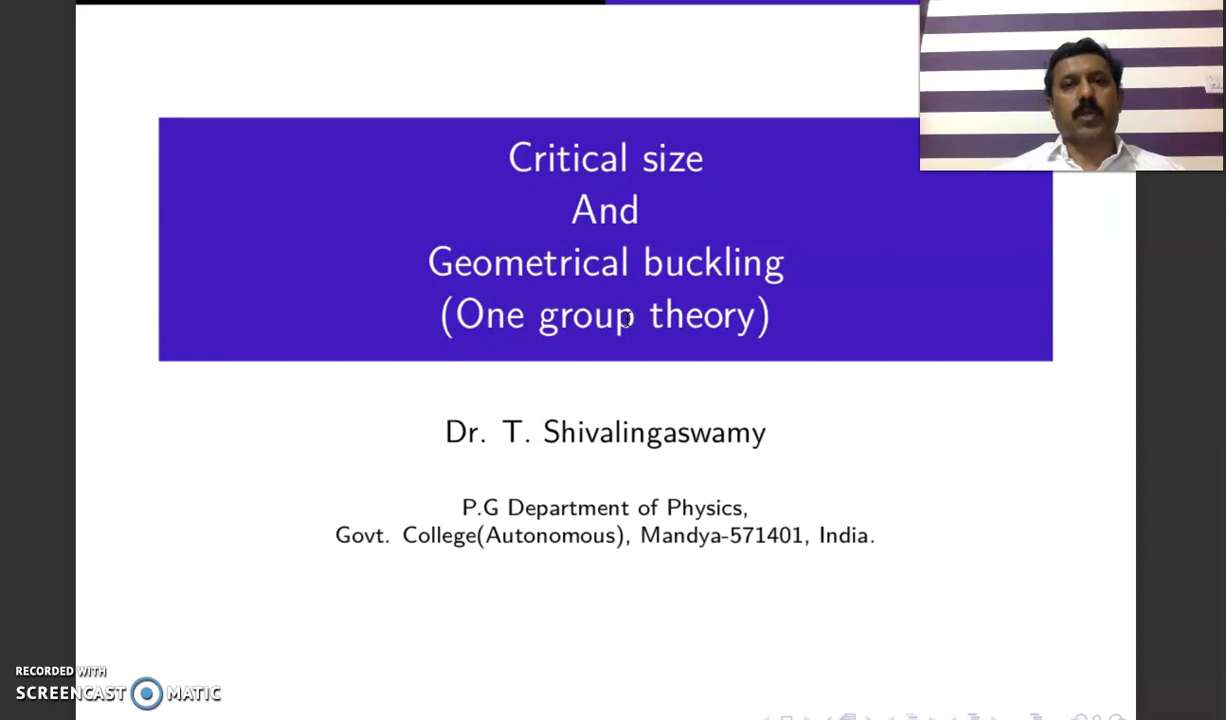 Critical size
And
Geometrical buckling
(One group theory)
Dr. T. Shivalingaswamy
P.G Department of Physics,
Govt. College(Autonomous), Mandya-571401, India.
RECORDED WITH
SCREENCAST MATIC